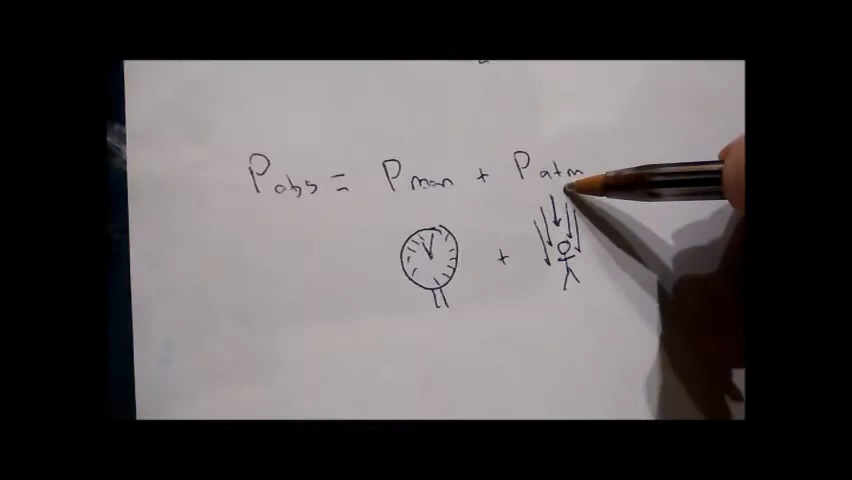 Pabs = Pman + Patm
+